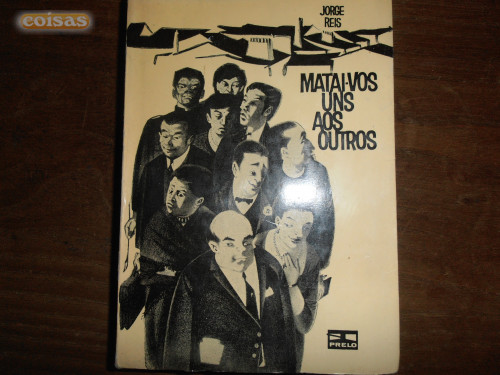 coisas
JORGE
REIS
MATAI-VOS
UNS
AOS
OUTROS
PRELO